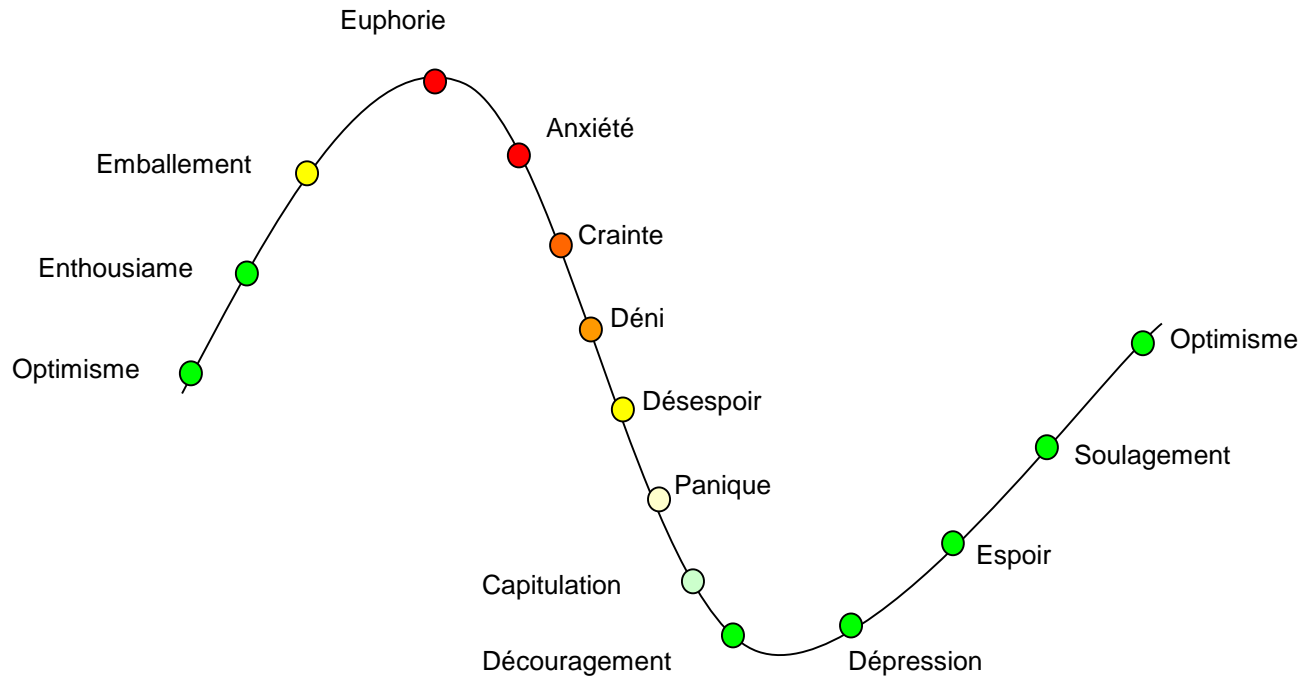 Euphorie
Anxiété
Emballement
Crainte
Enthousiame
Déni
Optimisme
Optimisme
Désespoir
Soulagement
Panique
Espoir
Capitulation
Découragement
Dépression